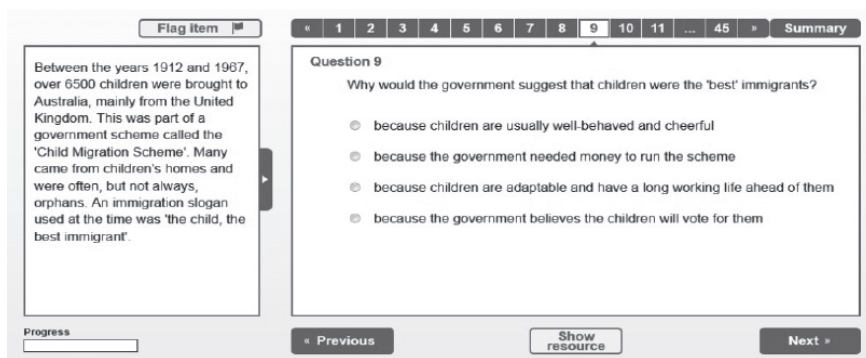 Flag item
« 1 2 3 4 5 6 7 8 9 10 11 ... 45 » Summary
Between the years 1912 and 1967,
over 6500 children were brought to
Australia, mainly from the United
Kingdom. This was part of a
government scheme called the
'Child Migration Scheme'. Many
came from children's homes and
were often, but not always,
orphans. An immigration slogan
used at the time was 'the child, the
best immigrant'.
Question 9
Why would the government suggest that children were the 'best' immigrants?
because children are usually well-behaved and cheerful
because the government needed money to run the scheme
because children are adaptable and have a long working life ahead of them
because the government believes the children will vote for them
Progress
« Previous
Show
resource
Next »